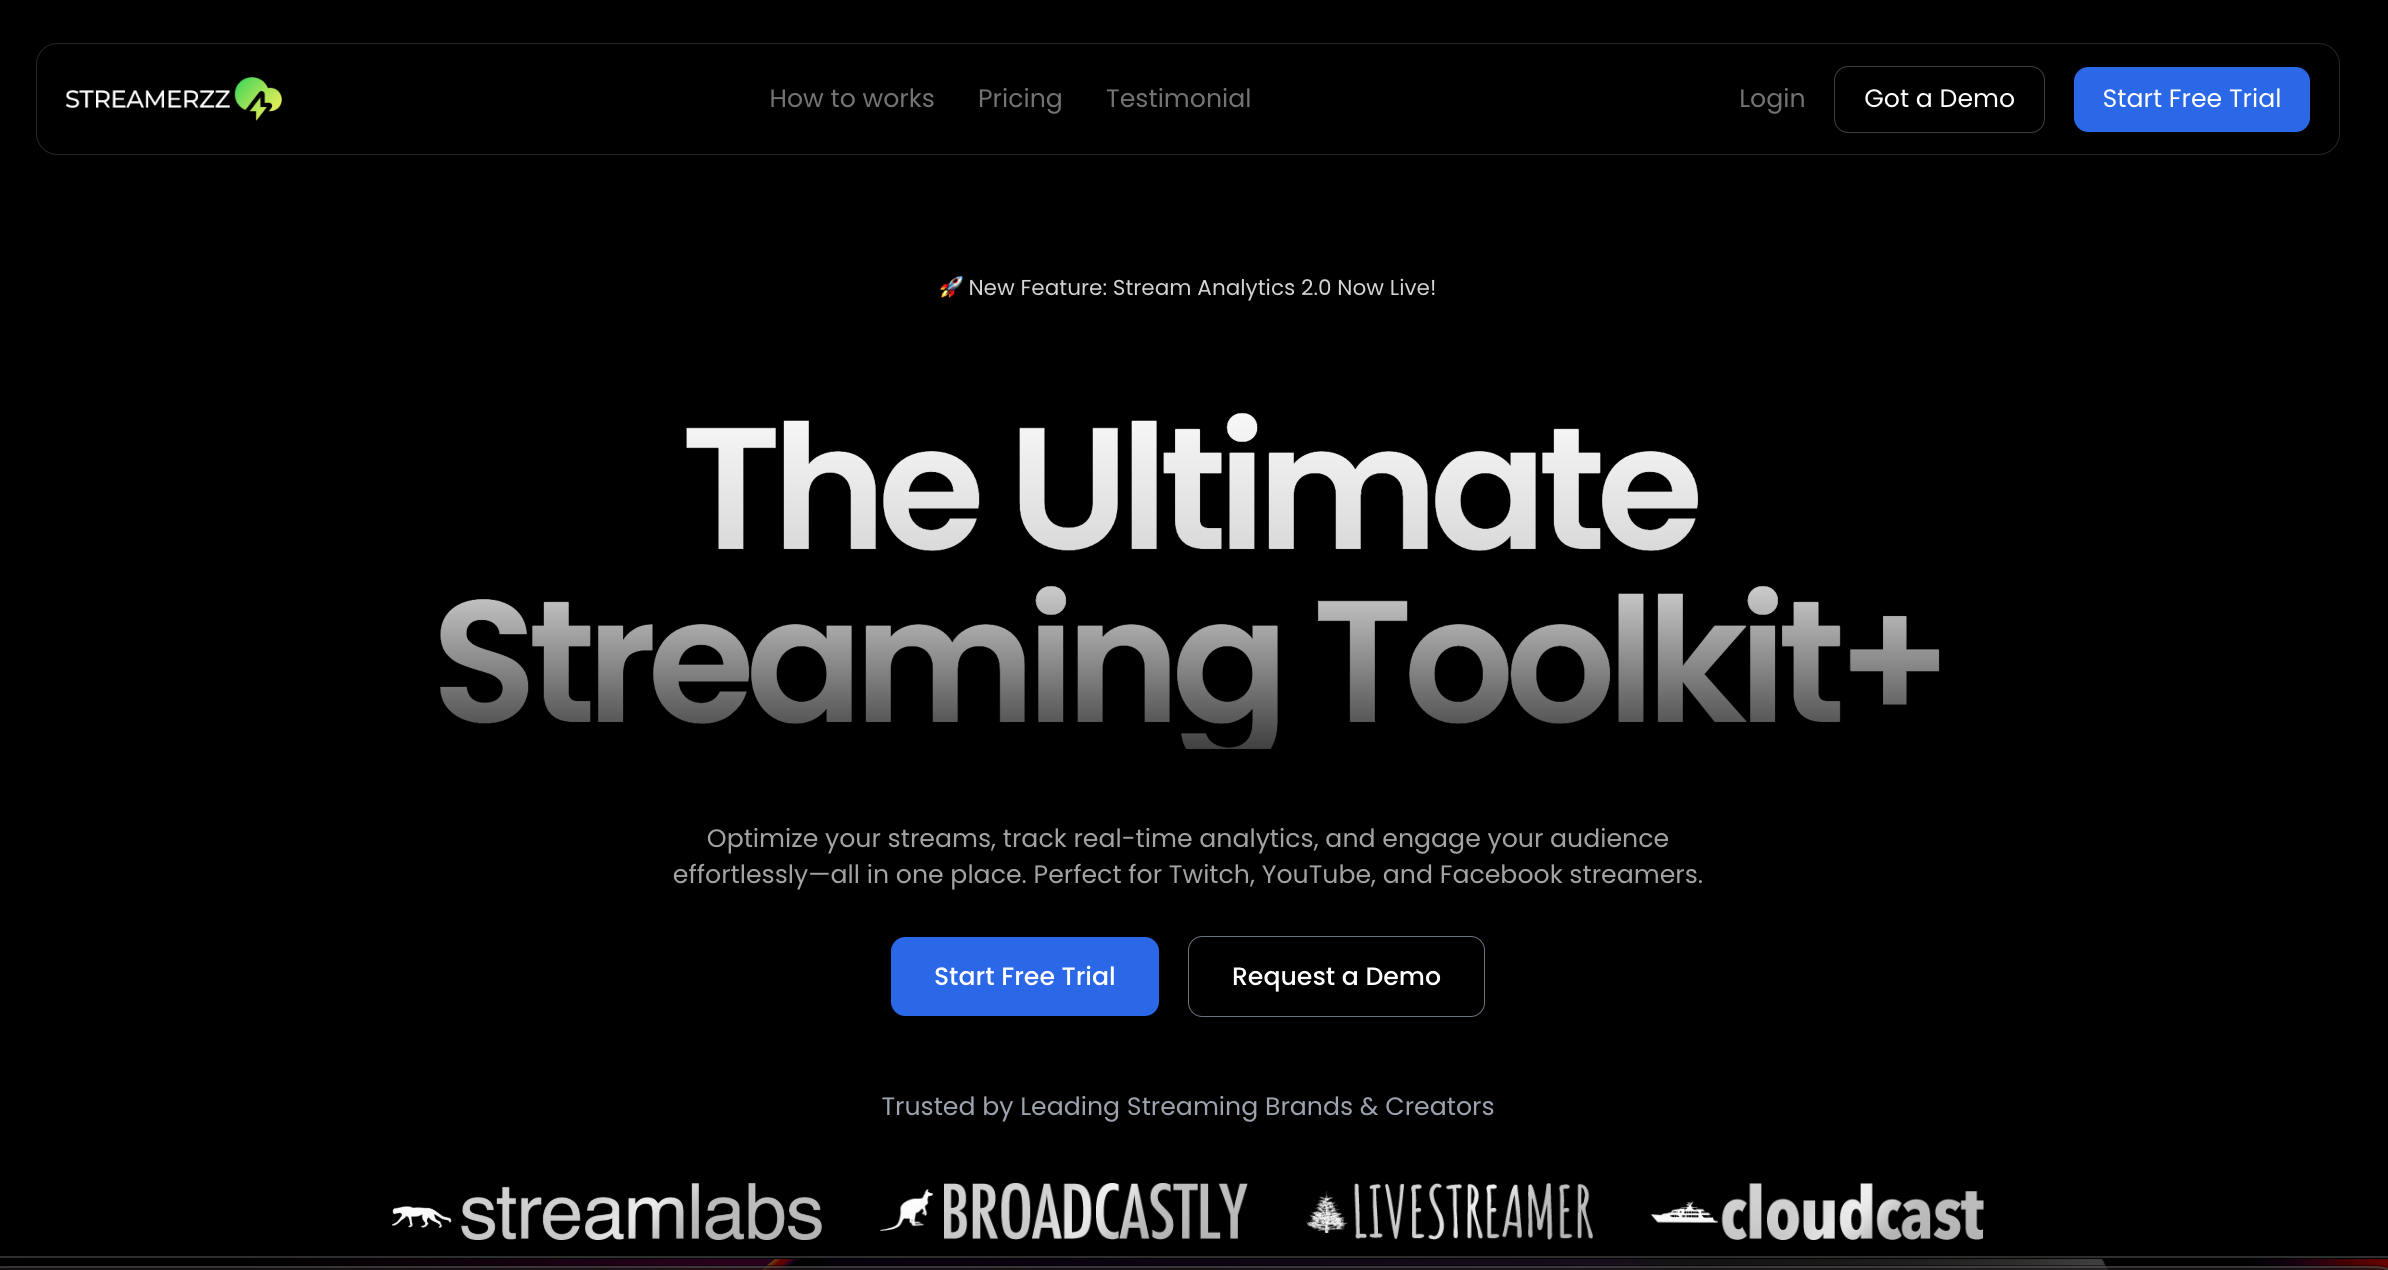 STREAMERZZ
How to works
Pricing
Testimonial
Login
Got a Demo
Start Free Trial
🚀 New Feature: Stream Analytics 2.0 Now Live!
The Ultimate
Streaming Toolkit+
Optimize your streams, track real-time analytics, and engage your audience
effortlessly—all in one place. Perfect for Twitch, YouTube, and Facebook streamers.
Start Free Trial
Request a Demo
Trusted by Leading Streaming Brands & Creators
streamlabs
BROADCASTLY
LIVESTREAMER
cloudcast